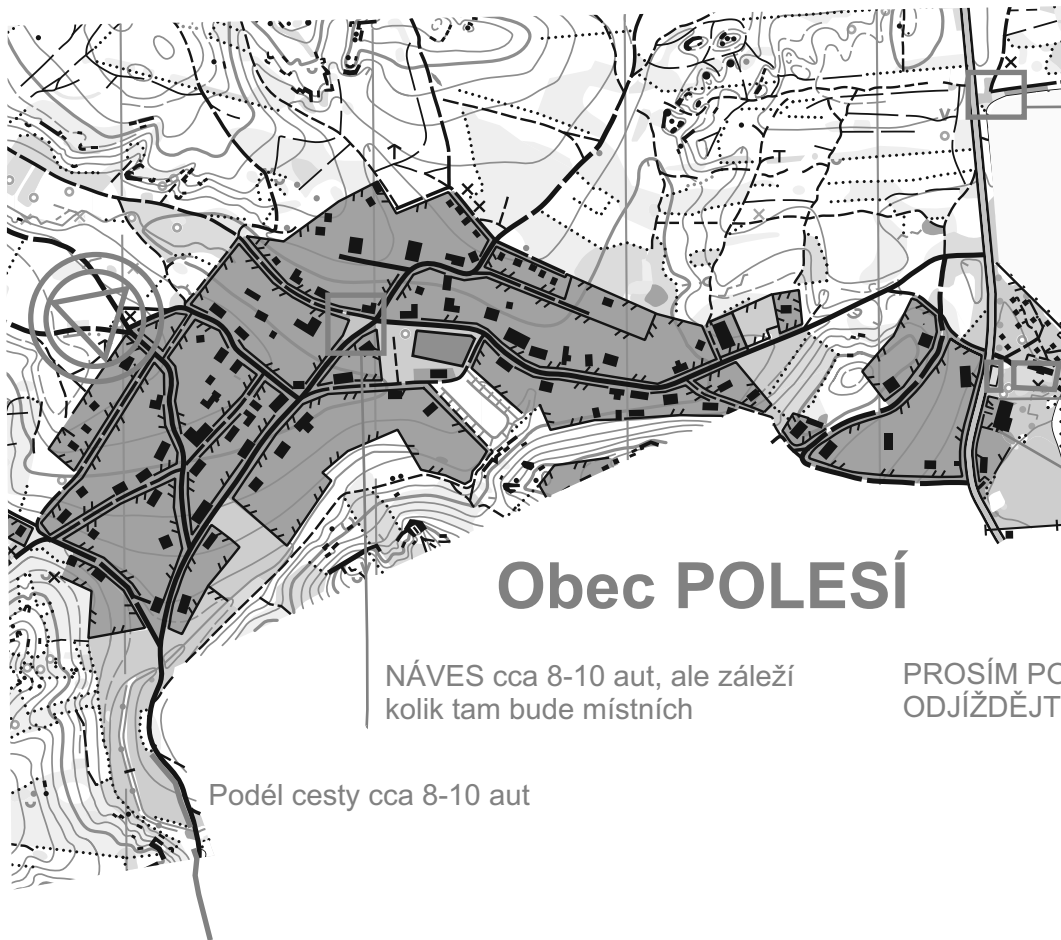 Obec POLESÍ
NÁVES cca 8-10 aut, ale záleží
kolik tam bude místních
PROSÍM PO
ODJÍŽDĚJT
Podél cesty cca 8-10 aut